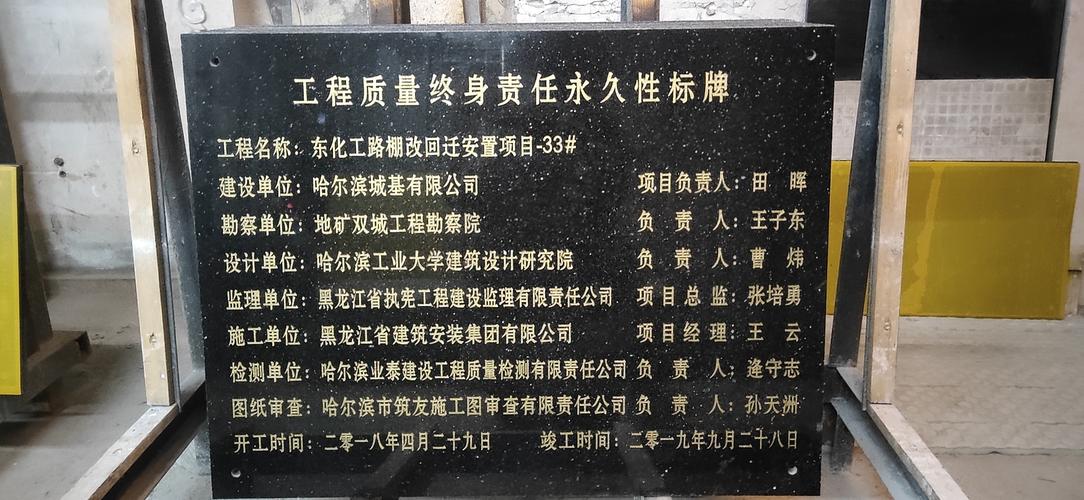 工程质量终身责任永久性标牌
工程名称：东化工路棚改回迁安置项目-33#
建设单位：哈尔滨城基有限公司 项目负责人：田 晖
勘察单位：地矿双城工程勘察院 负 责 人：王子东
设计单位：哈尔滨工业大学建筑设计研究院 负 责 人：曹 炜
监理单位：黑龙江省执宪工程建设监理有限责任公司 项目总监：张培勇
施工单位：黑龙江省建筑安装集团有限公司 项目经理：王 云
检测单位：哈尔滨业泰建设工程质量检测有限责任公司 负 责 人：逄守志
图纸审查：哈尔滨市筑友施工图审查有限责任公司 负 责 人：孙天洲
开工时间：二零一八年四月二十九日 竣工时间：二零一九年九月二十八日